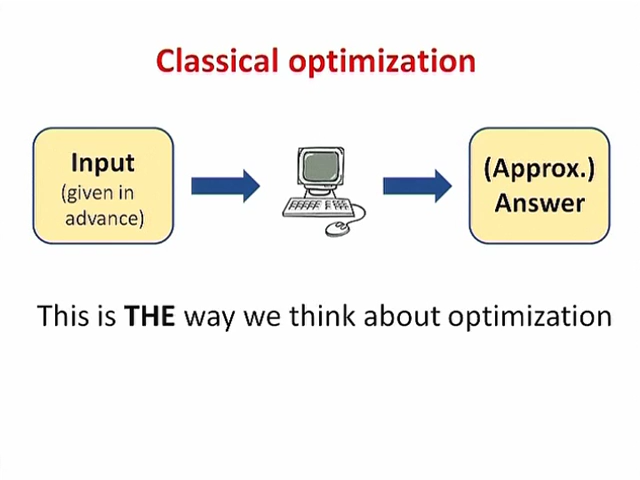 Classical optimization
Input
(given in
advance)
(Approx.)
Answer
This is THE way we think about optimization